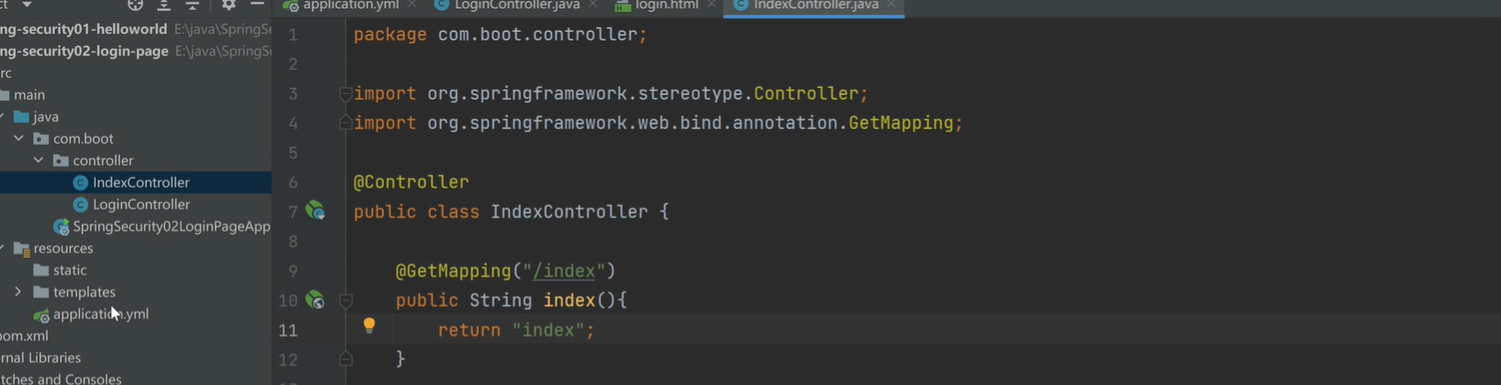 ct
application.yml
LoginController.java
login.html
IndexController.java
ng-security01-helloworld E:\java\SpringSe
ng-security02-login-page E:\java\SpringSe
rc
main
java
com.boot
controller
IndexController
LoginController
SpringSecurity02LoginPageApp
resources
static
templates
application.yml
oom.xml
rnal Libraries
tches and Consoles
1 package com.boot.controller;
2
3 import org.springframework.stereotype.Controller;
4 import org.springframework.web.bind.annotation.GetMapping;
5
6 @Controller
7 public class IndexController {
8
9 @GetMapping("/index")
10 public String index(){
11 return "index";
12 }